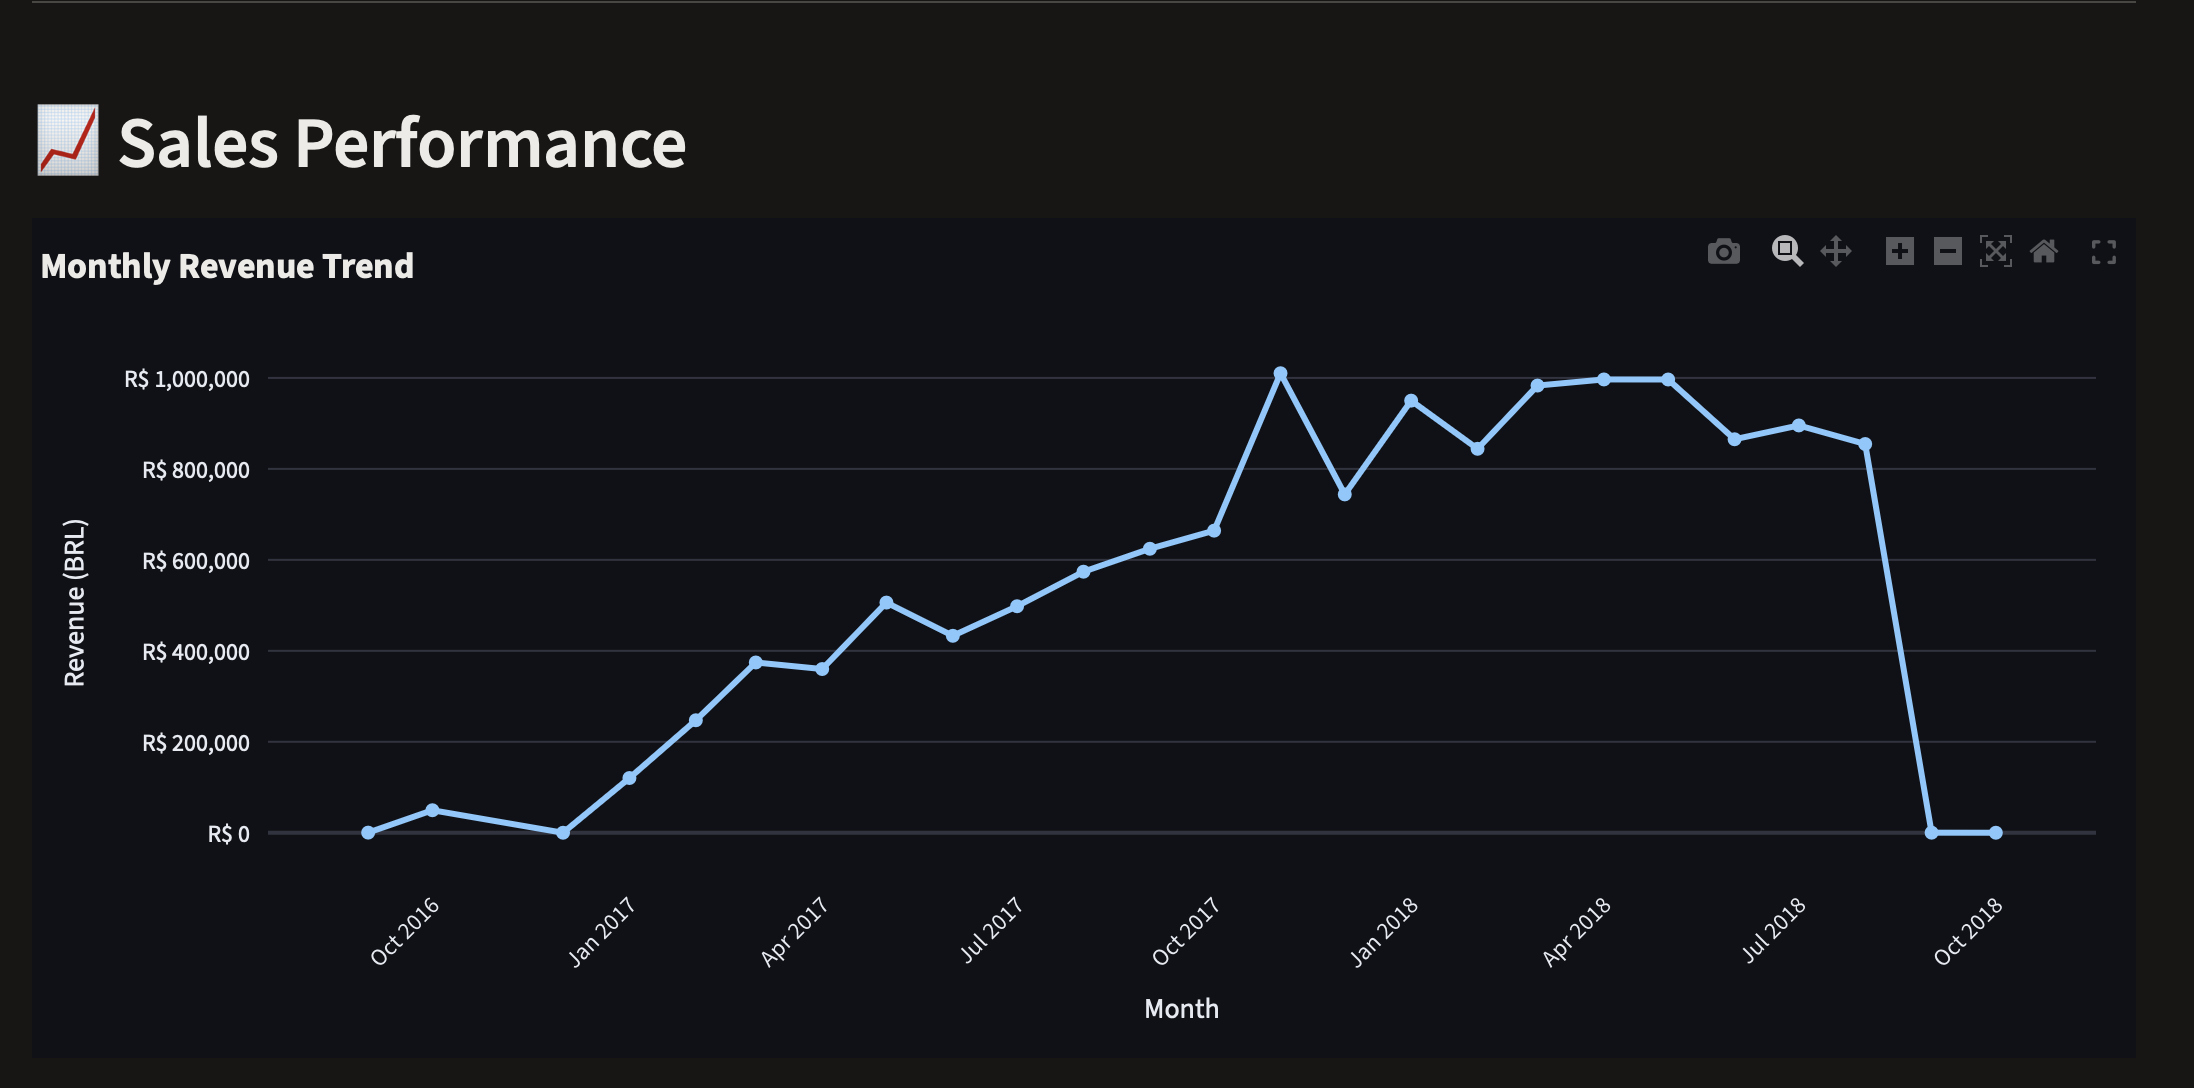 Sales Performance
Monthly Revenue Trend
R$ 1,000,000
R$ 800,000
R$ 600,000
R$ 400,000
R$ 200,000
R$ 0
Revenue (BRL)
Oct 2016
Jan 2017
Apr 2017
Jul 2017
Oct 2017
Jan 2018
Apr 2018
Jul 2018
Oct 2018
Month